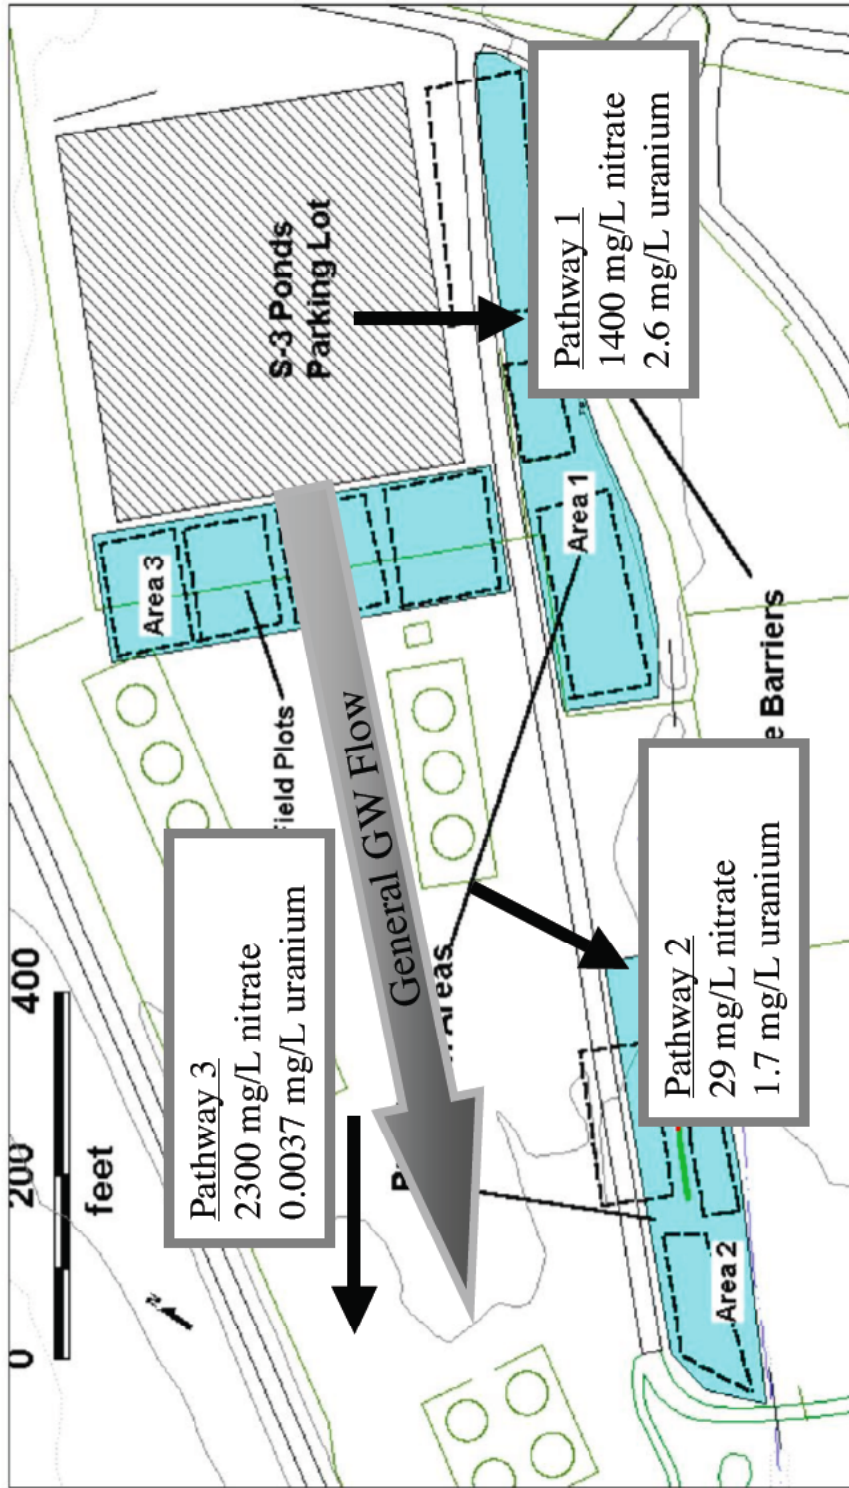 0 200 400
feet
N
Pathway 3
2300 mg/L nitrate
0.0037 mg/L uranium
Field Plots
Area 3
S-3 Ponds
Parking Lot
General GW Flow
Areas
Area 1
Pathway 1
1400 mg/L nitrate
2.6 mg/L uranium
Pathway 2
29 mg/L nitrate
1.7 mg/L uranium
Area 2
e Barriers